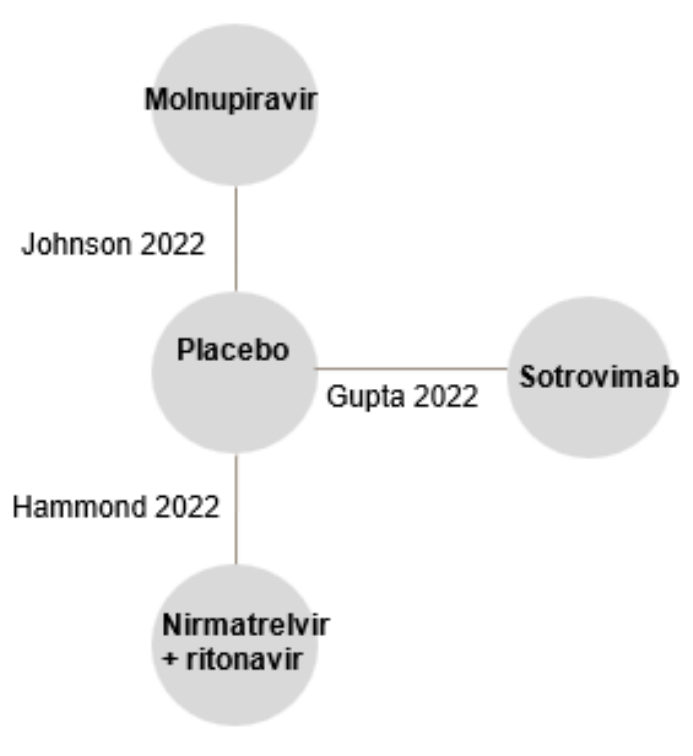 Molnupiravir
Johnson 2022
Placebo
Sotrovimab
Gupta 2022
Hammond 2022
Nirmatrelvir
+ ritonavir